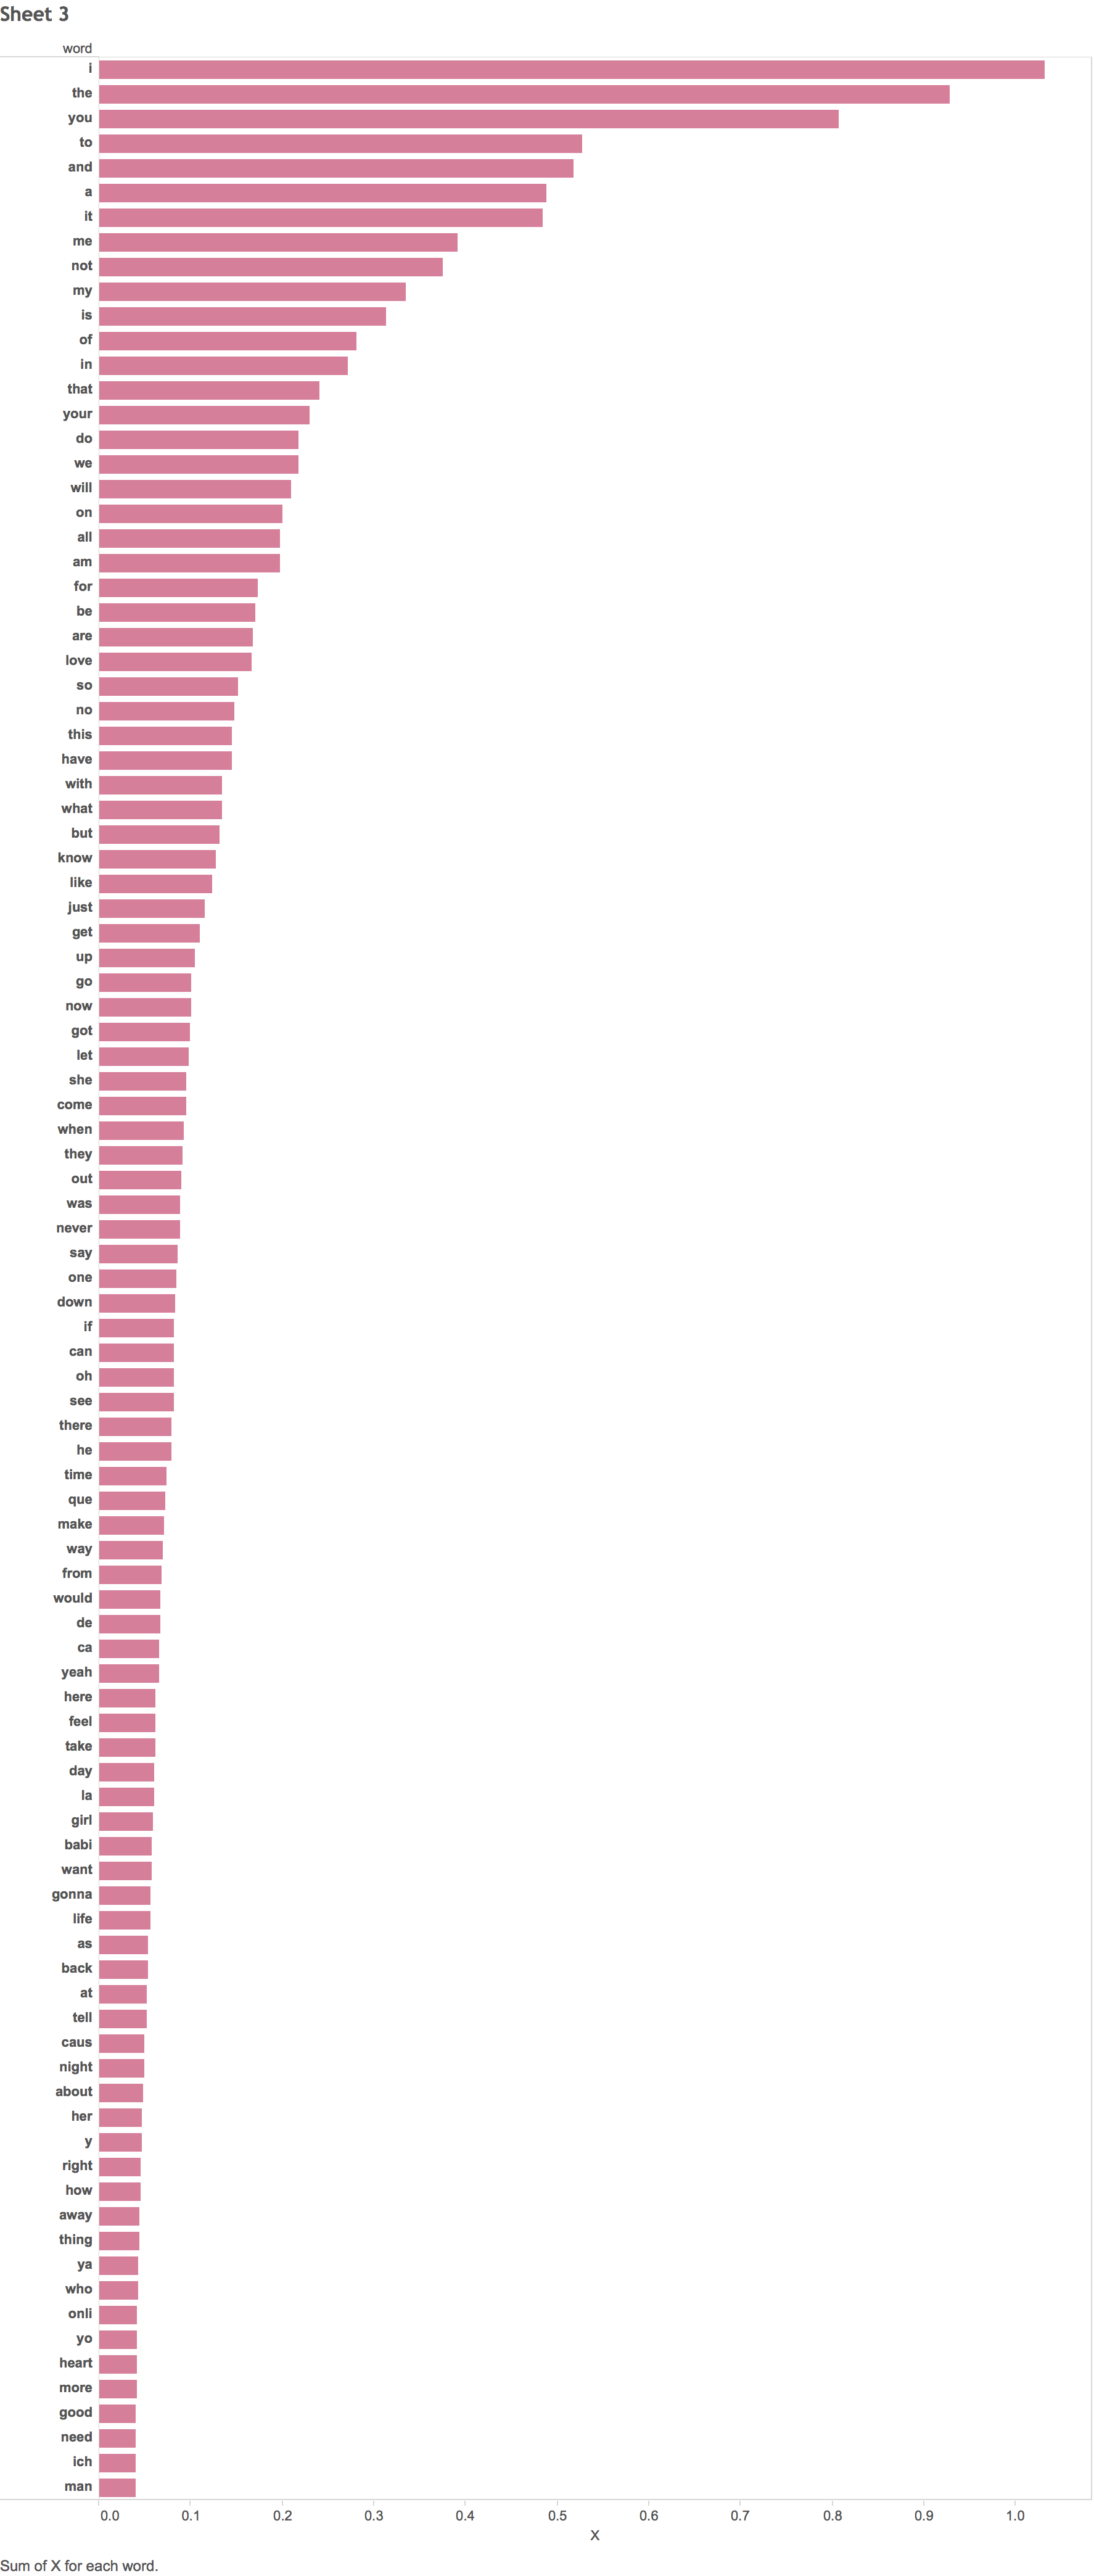 Sheet 3
word
i
the
you
to
and
a
it
me
not
my
is
of
in
that
your
do
we
will
on
all
am
for
be
are
love
so
no
this
have
with
what
but
know
like
just
get
up
go
now
got
let
she
come
when
they
out
was
never
say
one
down
if
can
oh
see
there
he
time
que
make
way
from
would
de
ca
yeah
here
feel
take
day
la
girl
babi
want
gonna
life
as
back
at
tell
caus
night
about
her
y
right
how
away
thing
ya
who
onli
yo
heart
more
good
need
ich
man
0.0 0.1 0.2 0.3 0.4 0.5 0.6 0.7 0.8 0.9 1.0
X
Sum of X for each word.